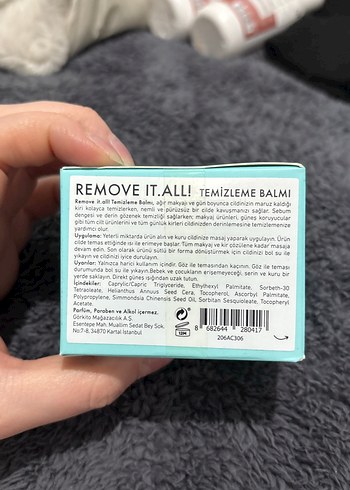 REMOVE IT.ALL! TEMİZLEME BALMI
Remove it.all! Temizleme Balmı, ağır makyajı ve gün boyunca cildinizin maruz kaldığı
kiri kolayca temizlerken, nemli ve pürüzsüz bir cilde kavuşmanızı sağlar. Sebum
dengesi ve derin gözenek temizliği sağlarken; makyaj ürünleri, güneş koruyucular
gibi tüm cilt ürünlerini ve tüm günlük kirleri cildinizden derinlemesine temizlemenize
yardımcı olur.
Uygulama: Yeterli miktarda ürün alın ve kuru cildinize masaj yaparak uygulayın. Ürün
cilde temas ettiğinde ısı ile erimeye başlar. Tüm makyaj ve kir çözülene kadar masaja
devam edin. Son olarak ürünü sütlü bir forma dönüştürmek için cildinizi bol su ile
yıkayın ve cildinizi iyice durulayın.
Uyarılar: Yalnızca harici kullanım içindir. Göz ile temasından kaçının. Göz ile teması
durumunda bol su ile yıkayın.Bebek ve çocukların erişemeyeceği, serin ve kuru bir
yerde saklayın. Direkt güneş ışığından uzak tutun.
İçindekiler: Caprylic/Capric Triglyceride, Ethylhexyl Palmitate, Sorbeth-30
Tetraoleate, Helianthus Annuus Seed Cera, Tocopherol, Ascorbyl Palmitate,
Polypropylene, Simmondsia Chinensis Seed Oil, Sorbitan Sesquioleate, Tocopheryl
Acetate
Parfüm, Paraben ve Alkol içermez.
Görkito Mağazacılık A.Ş
Esentepe Mah, Muallim Sedat Bey Sok.
No:7-8, 34870 Kartal İstanbul
12M
8 682644 280417
206AC306